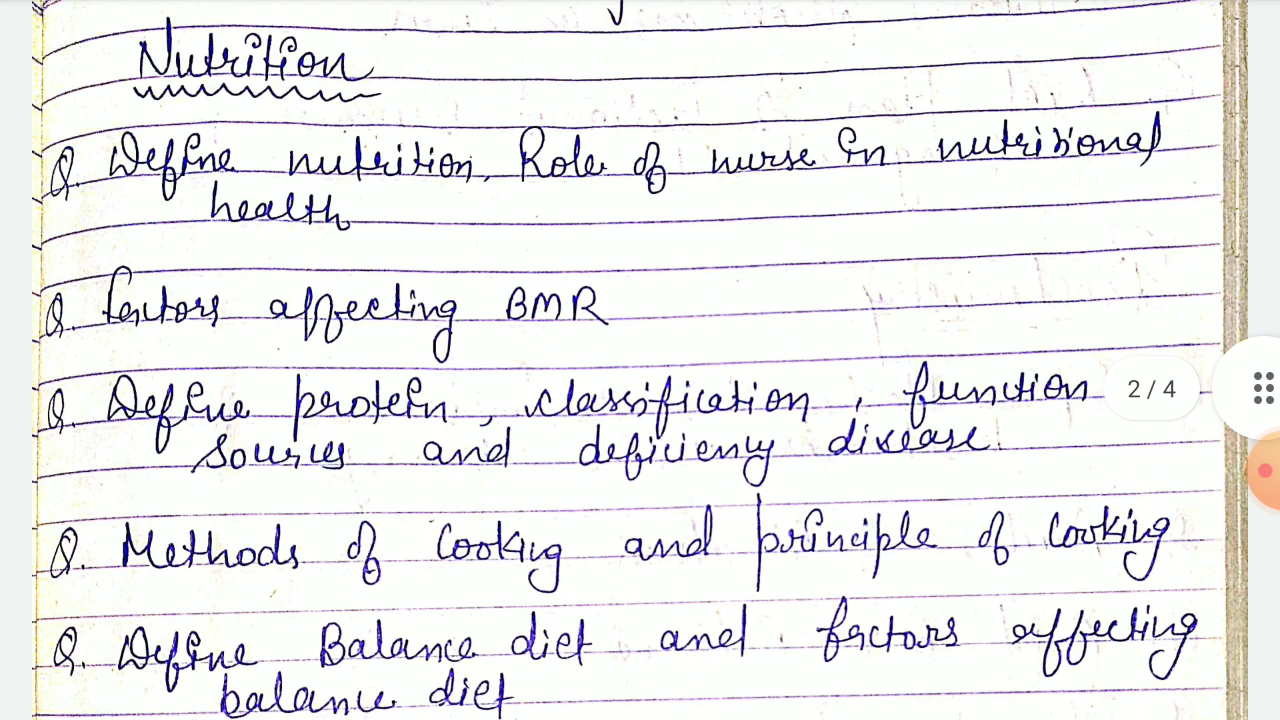 Nutrition
Q. Define nutrition, Role of nurse in nutritional
health
Q. factors affecting BMR
Q. Define protein, classification, function
2/4
sources and deficiency disease.
Q. Methods of Cooking and principle of Cooking
Q. Define Balance diet and factors affecting
balance diet